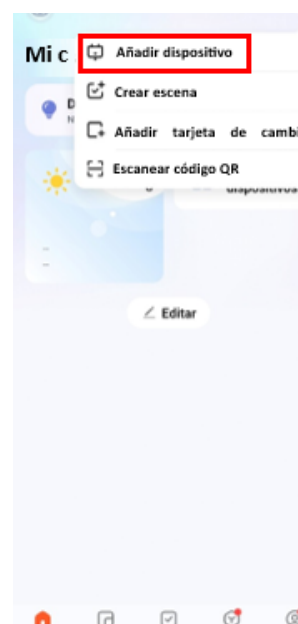 Mi c
Añadir dispositivo
Crear escena
Añadir tarjeta de cambi
Escanear código QR
dispositivos
Editar